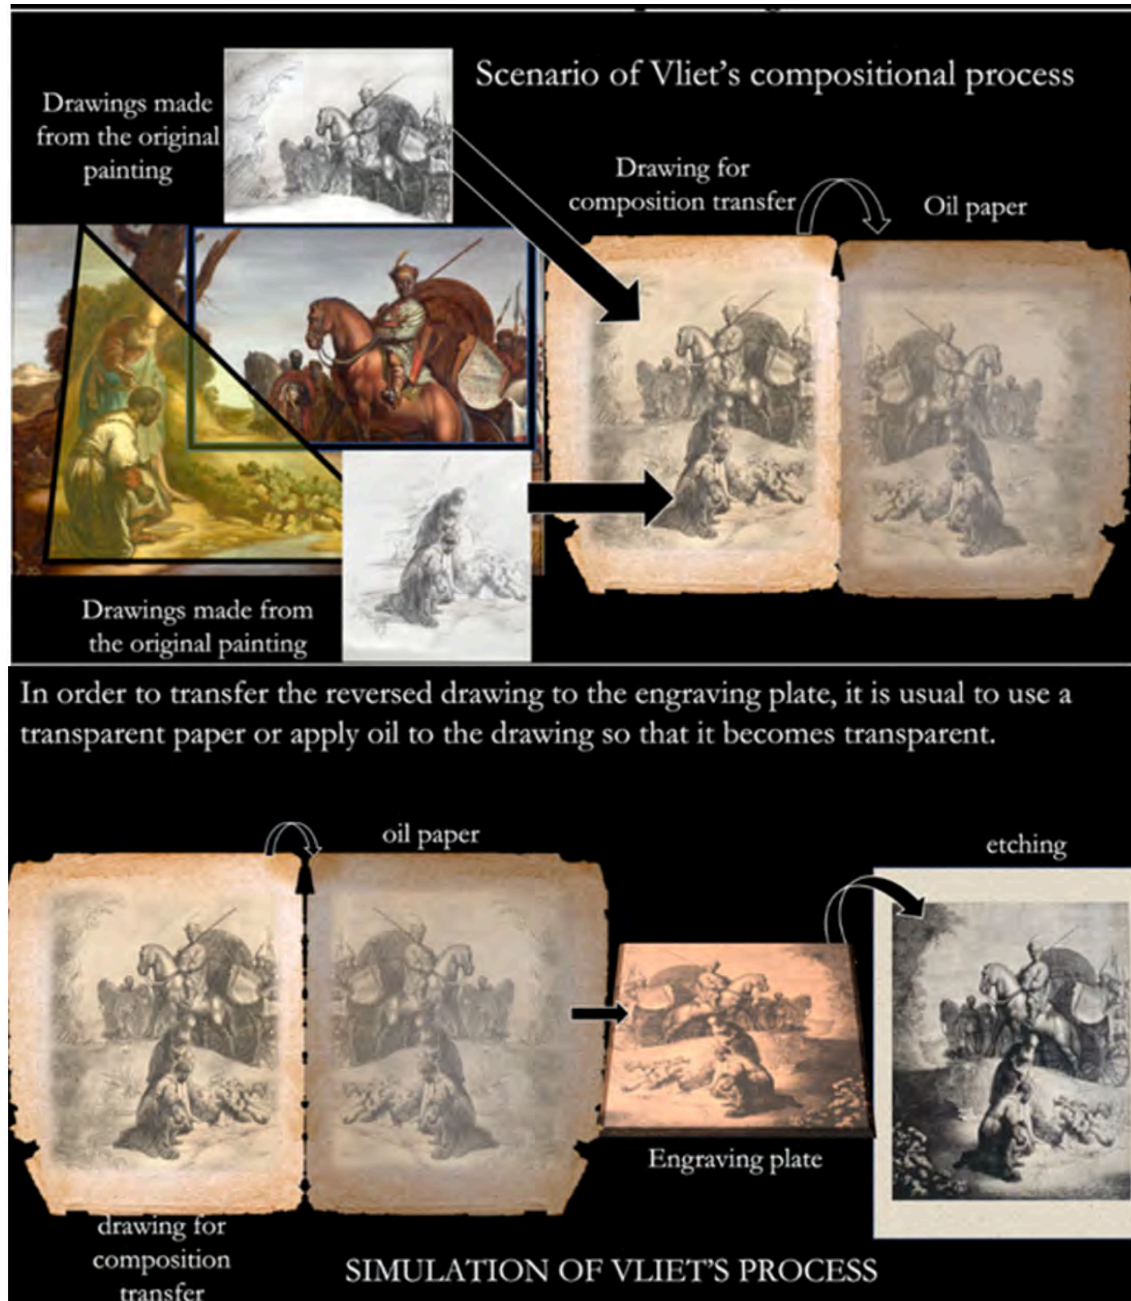 Scenario of Vliet's compositional process
Drawings made
from the original
painting
Drawing for
composition transfer
Oil paper
Drawings made from
the original painting
In order to transfer the reversed drawing to the engraving plate, it is usual to use a
transparent paper or apply oil to the drawing so that it becomes transparent.
oil paper
etching
Engraving plate
drawing for
composition
transfer
SIMULATION OF VLIET'S PROCESS